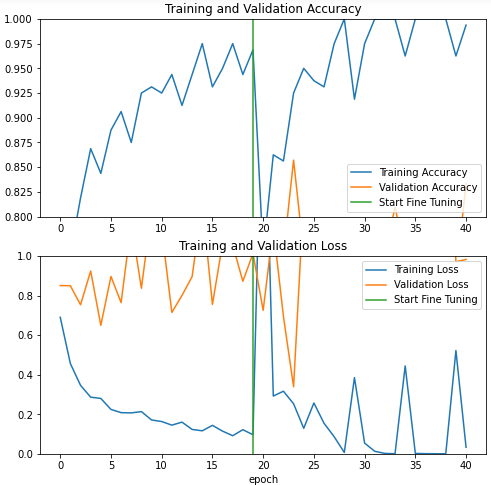 Training and Validation Accuracy
1.000
0.975
0.950
0.925
0.900
0.875
0.850
0.825
0.800
Training Accuracy
Validation Accuracy
Start Fine Tuning
0 5 10 15 20 25 30 35 40
Training and Validation Loss
1.0
0.8
0.6
0.4
0.2
0.0
Training Loss
Validation Loss
Start Fine Tuning
0 5 10 15 20 25 30 35 40
epoch